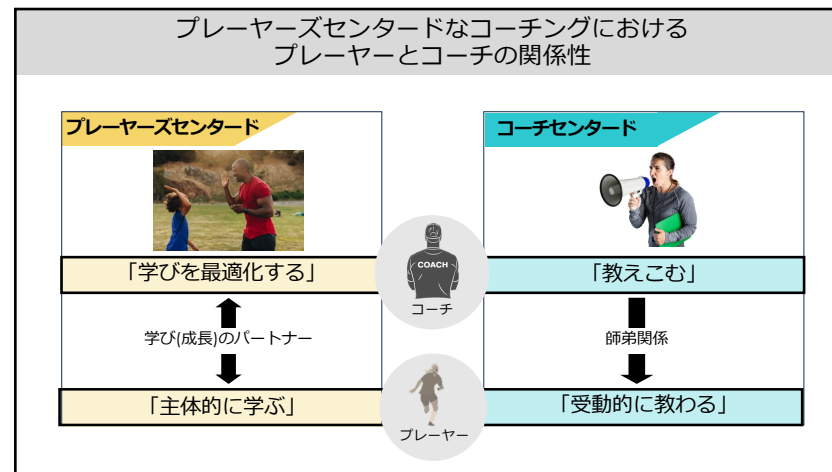 プレーヤーズセンタードなコーチングにおける
プレーヤーとコーチの関係性
プレーヤーズセンタード
コーチセンタード
「学びを最適化する」
COACH
コーチ
「教えこむ」
学び(成長)のパートナー
師弟関係
「主体的に学ぶ」
プレーヤー
「受動的に教わる」